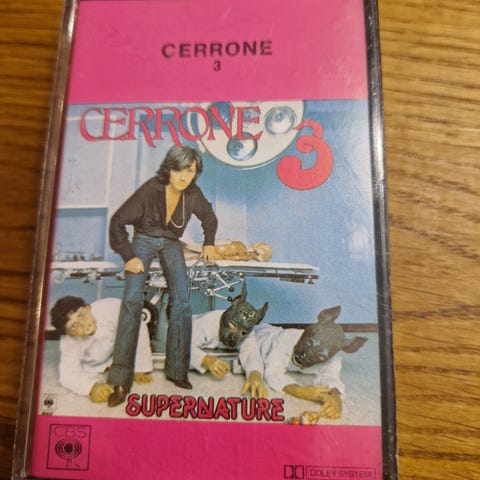 CERRONE
3
CERRONE 3
SUPERNATURE
CBS
DOLBY SYSTEM